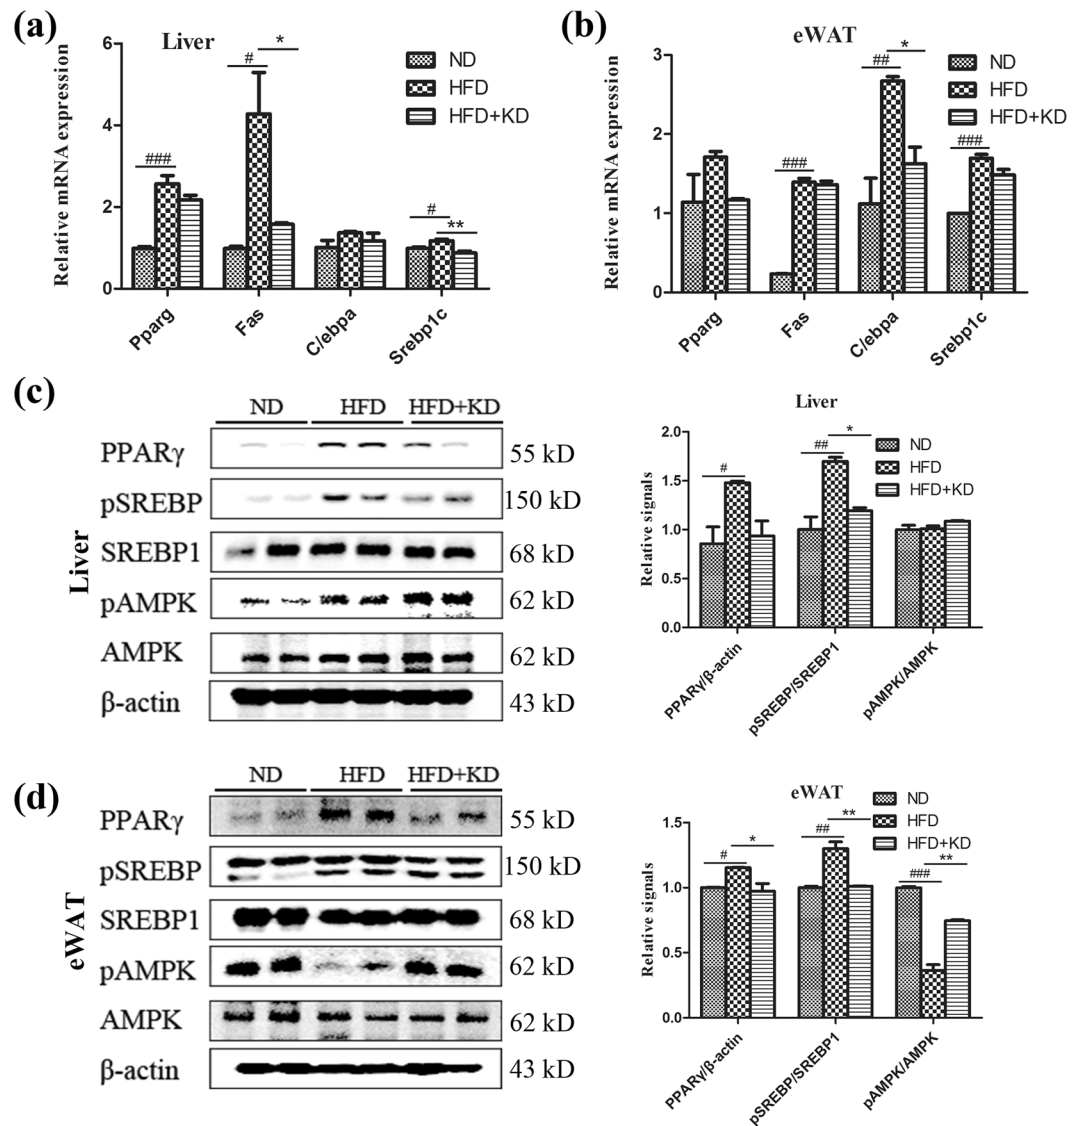 (a)
Liver
Relative mRNA expression
6
4
2
0
###
#
*
#
**
ND
HFD
HFD+KD
Pparg
Fas
C/ebpa
Srebp1c
(b)
eWAT
Relative mRNA expression
3
2
1
0
###
##
*
###
ND
HFD
HFD+KD
Pparg
Fas
C/ebpa
Srebp1c
(c)
Liver
ND HFD HFD+KD
PPARγ 55 kD
pSREBP 150 kD
SREBP1 68 kD
pAMPK 62 kD
AMPK 62 kD
β-actin 43 kD
Liver
Relative signals
2.0
1.5
1.0
0.5
0.0
#
##
*
ND
HFD
HFD+KD
PPARγ/β-actin
pSREBP/SREBP1
pAMPK/AMPK
(d)
eWAT
ND HFD HFD+KD
PPARγ 55 kD
pSREBP 150 kD
SREBP1 68 kD
pAMPK 62 kD
AMPK 62 kD
β-actin 43 kD
eWAT
Relative signals
1.5
1.0
0.5
0.0
#
*
##
**
###
**
ND
HFD
HFD+KD
PPARγ/β-actin
pSREBP/SREBP1
pAMPK/AMPK